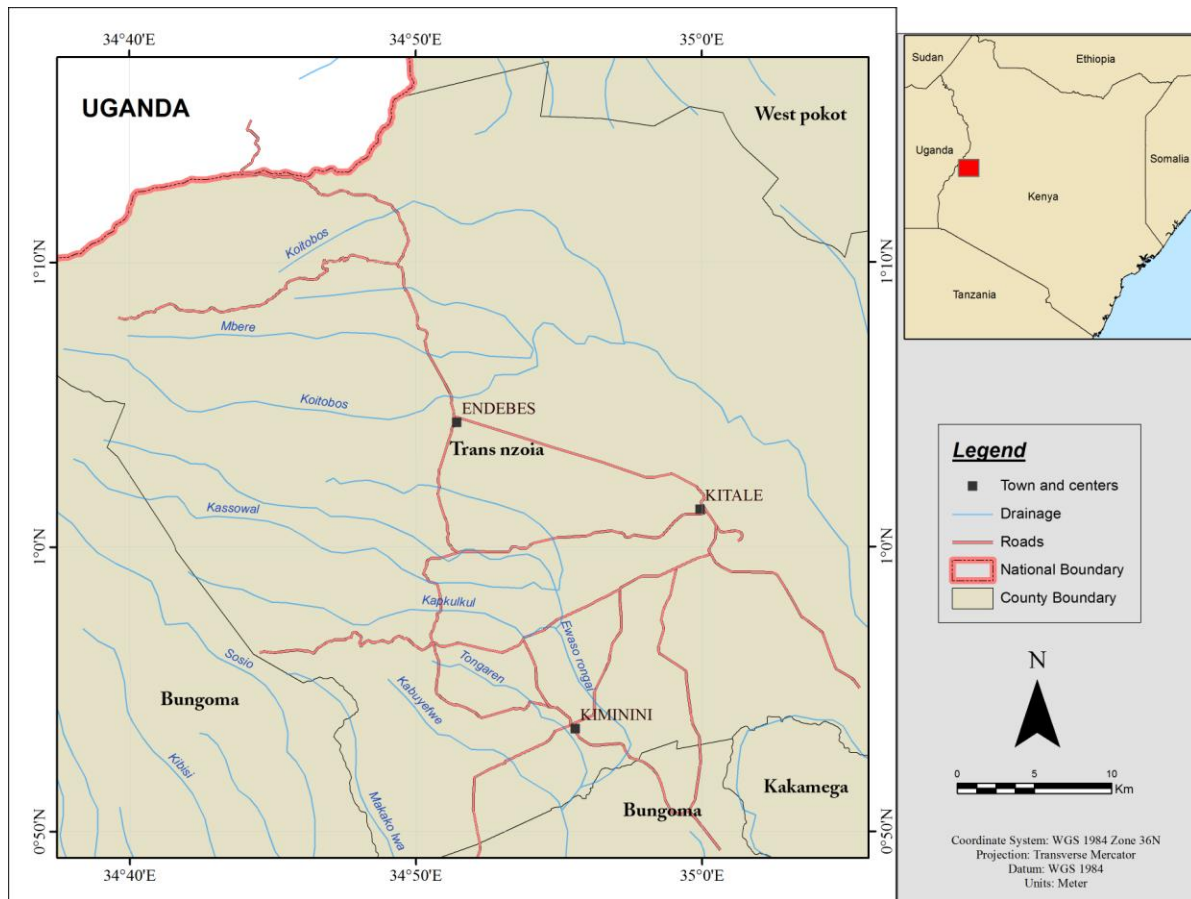 34°40'E
34°50'E
35°0'E
UGANDA
West pokot
Koitobos
1°10'N
1°10'N
Mbere
Koitobos
ENDEBES
Trans nzoia
KITALE
Kassowal
1°0'N
1°0'N
Kapkulkul
Ewaso rongai
Sosio
Tongaren
Kabuyefwe
Bungoma
KIMININI
Kibisi
Makako lwa
Kakamega
Bungoma
0°50'N
0°50'N
34°40'E
34°50'E
35°0'E
Sudan
Ethiopia
Uganda
Somalia
Kenya
Tanzania
Legend
Town and centers
Drainage
Roads
National Boundary
County Boundary
N
0 2 5 10
Km
Coordinate System: WGS 1984 Zone 36N
Projection: Transverse Mercator
Datum: WGS 1984
Units: Meter